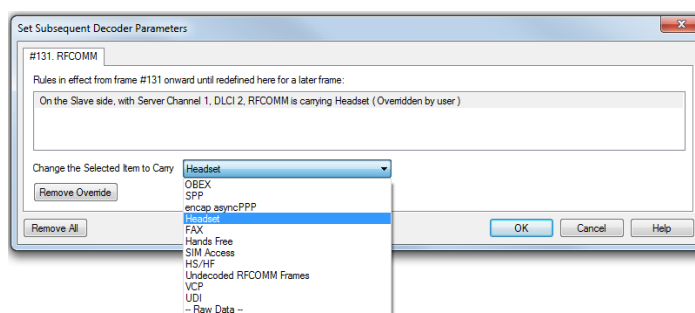 Set Subsequent Decoder Parameters
#131. RFCOMM
Rules in effect from frame #131 onward until redefined here for a later frame:
On the Slave side, with Server Channel 1, DLCI 2, RFCOMM is carrying Headset ( Overridden by user )
Change the Selected Item to Carry Headset
Remove Override
OBEX
SPP
encap asyncPPP
Headset
FAX
Hands Free
SIM Access
HS/HF
Undecoded RFCOMM Frames
VCP
UDI
-- Raw Data --
Remove All OK Cancel Help